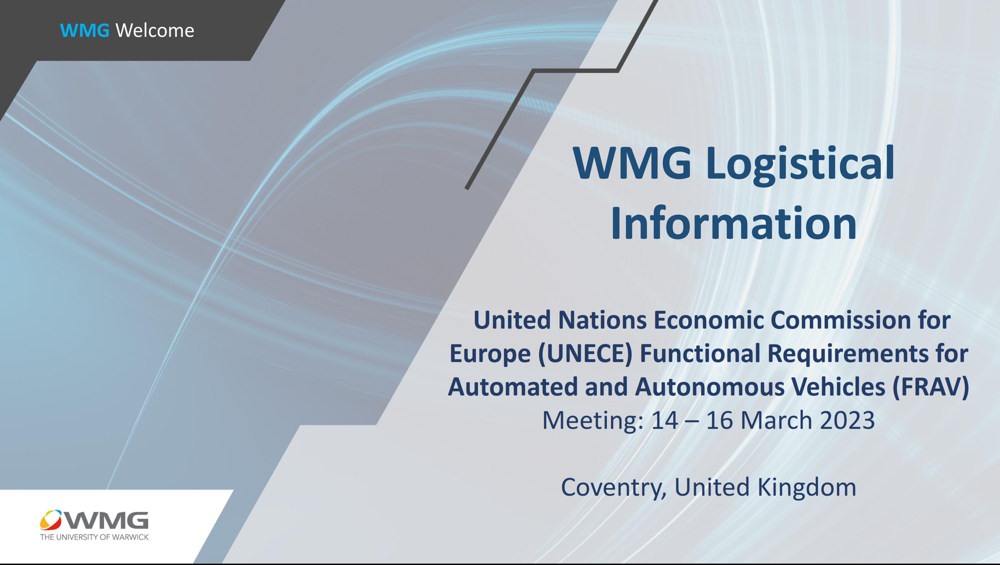 WMG Welcome
WMG Logistical
Information
United Nations Economic Commission for
Europe (UNECE) Functional Requirements for
Automated and Autonomous Vehicles (FRAV)
Meeting: 14 – 16 March 2023
Coventry, United Kingdom
WMG
THE UNIVERSITY OF WARWICK